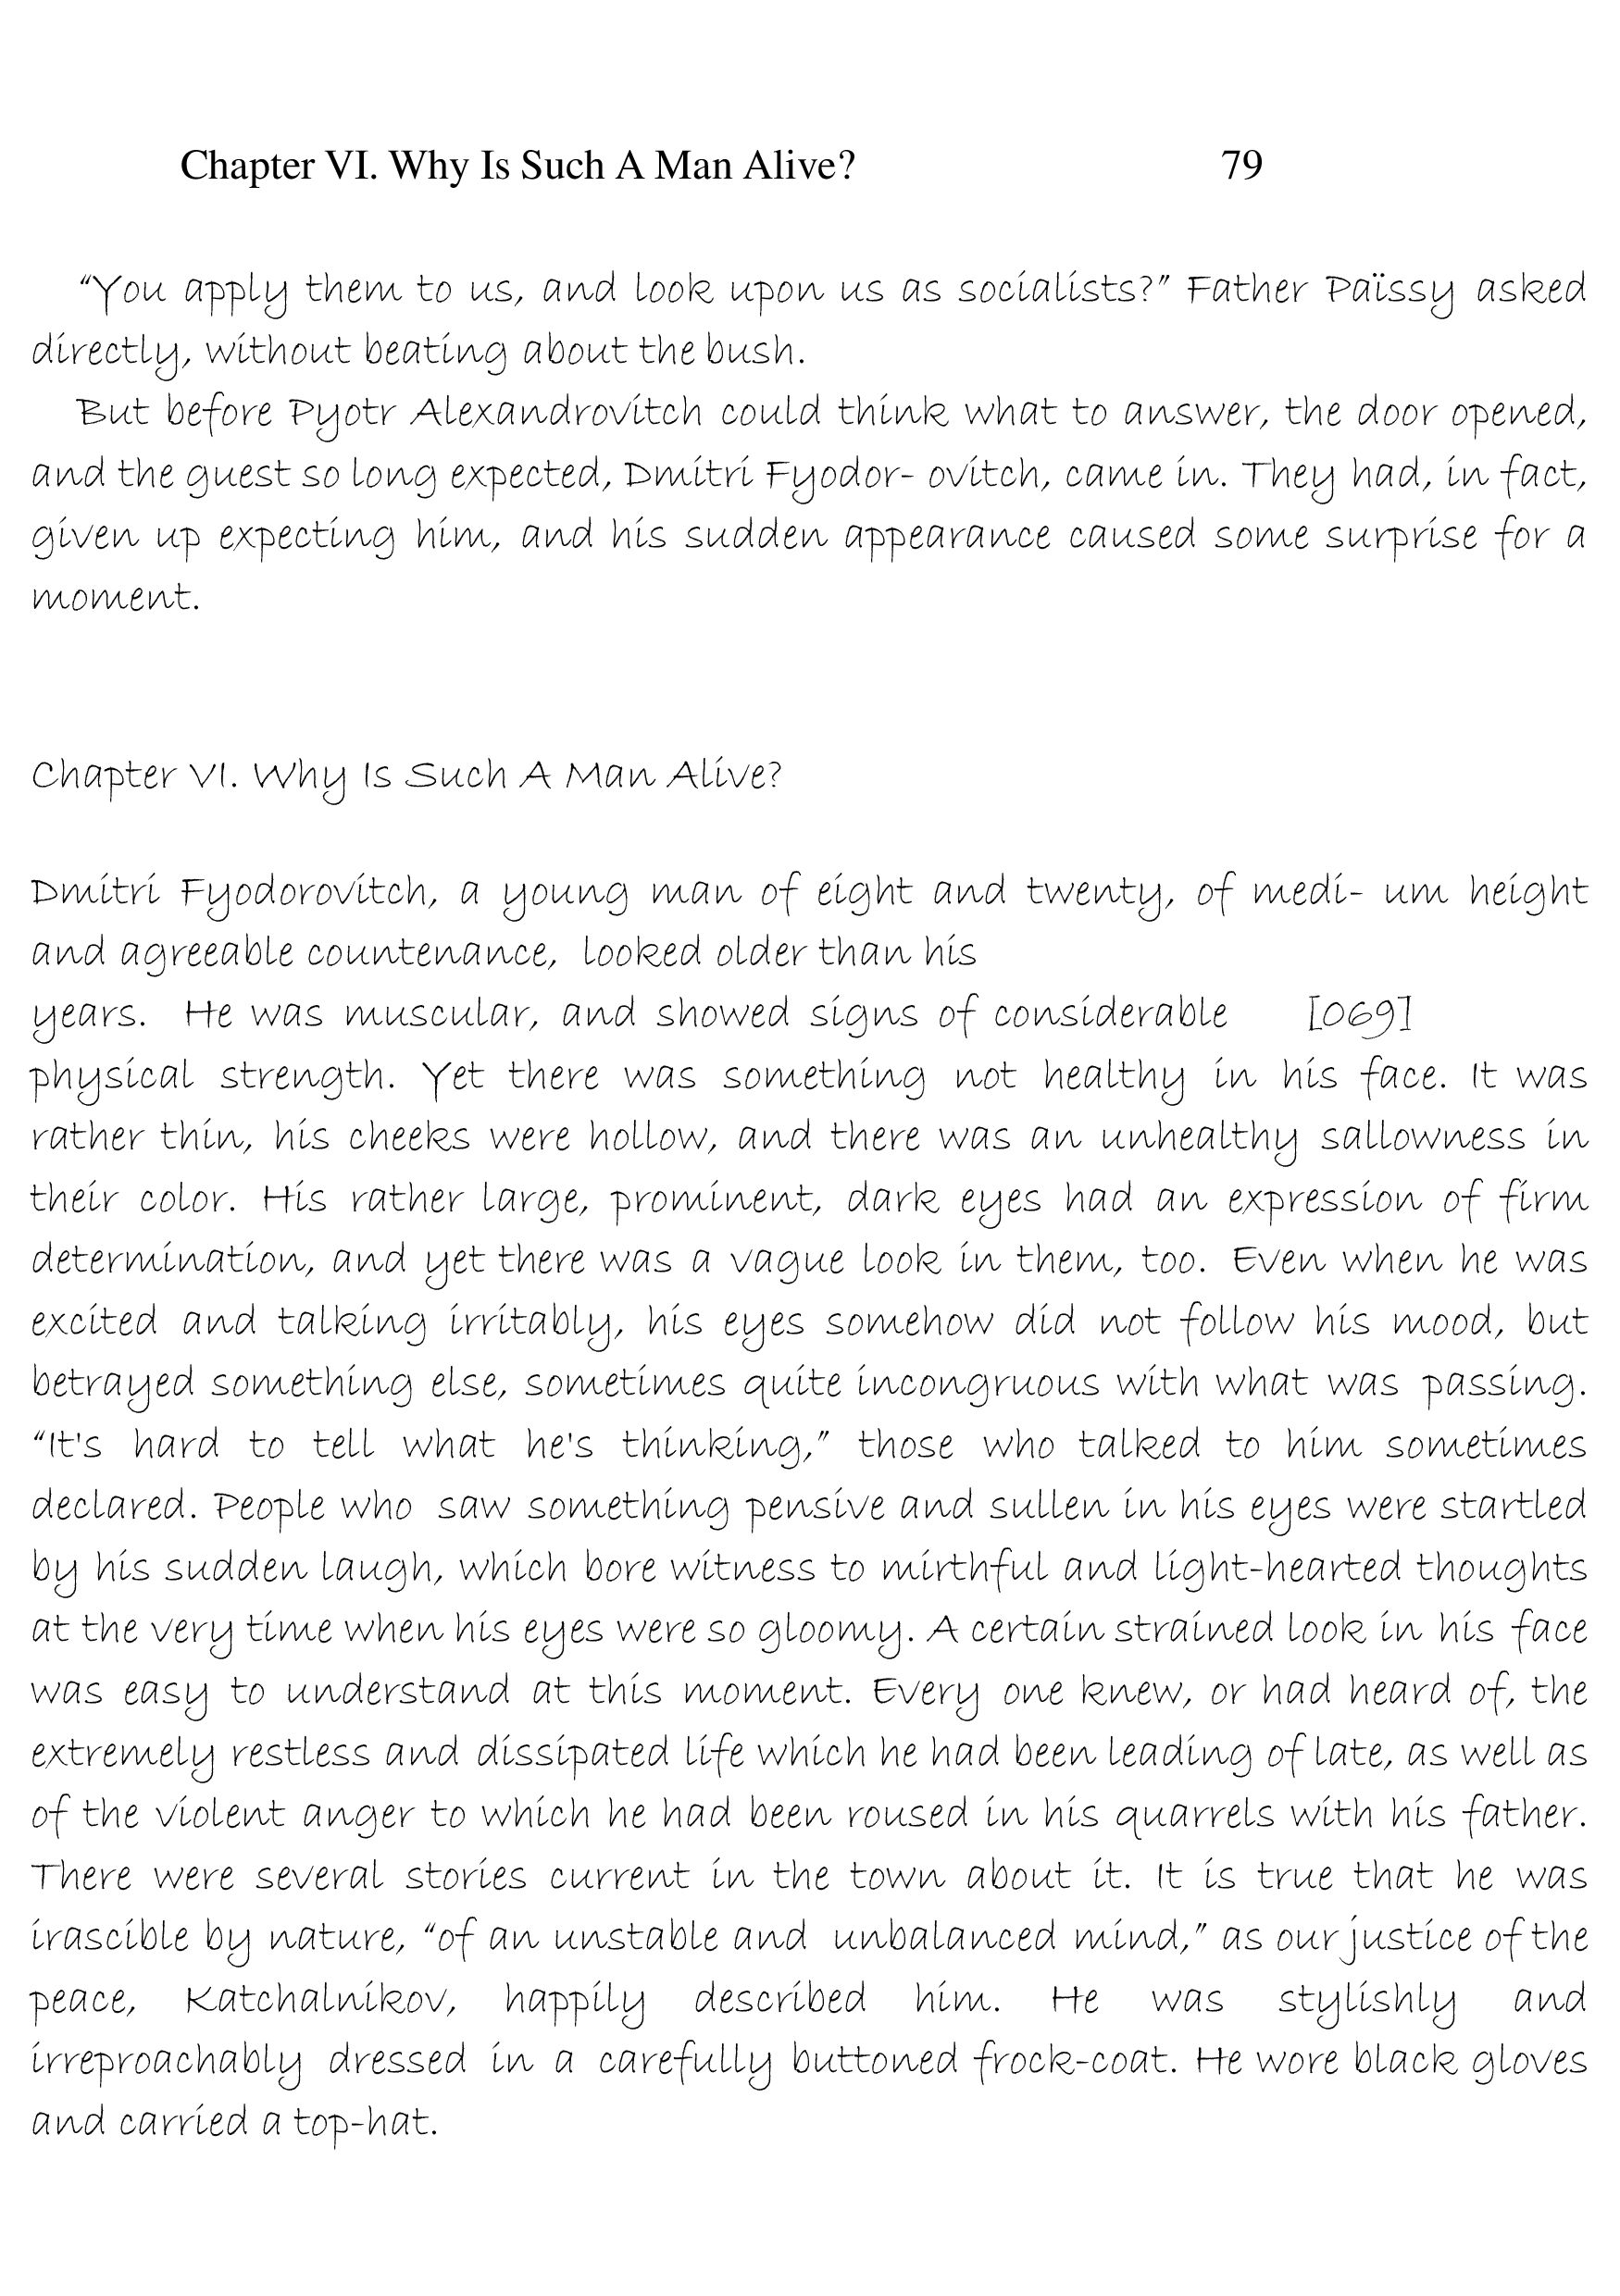 Chapter VI. Why Is Such A Man Alive? 79
“You apply them to us, and look upon us as socialists?” Father Païssy asked
directly, without beating about the bush.
But before Pyotr Alexandrovitch could think what to answer, the door opened,
and the guest so long expected, Dmitri Fyodor- ovitch, came in. They had, in fact,
given up expecting him, and his sudden appearance caused some surprise for a
moment.
Chapter VI. Why Is Such A Man Alive?
Dmitri Fyodorovitch, a young man of eight and twenty, of medi- um height
and agreeable countenance, looked older than his
years. He was muscular, and showed signs of considerable [069]
physical strength. Yet there was something not healthy in his face. It was
rather thin, his cheeks were hollow, and there was an unhealthy sallowness in
their color. His rather large, prominent, dark eyes had an expression of firm
determination, and yet there was a vague look in them, too. Even when he was
excited and talking irritably, his eyes somehow did not follow his mood, but
betrayed something else, sometimes quite incongruous with what was passing.
“It's hard to tell what he's thinking,” those who talked to him sometimes
declared. People who saw something pensive and sullen in his eyes were startled
by his sudden laugh, which bore witness to mirthful and light-hearted thoughts
at the very time when his eyes were so gloomy. A certain strained look in his face
was easy to understand at this moment. Every one knew, or had heard of, the
extremely restless and dissipated life which he had been leading of late, as well as
of the violent anger to which he had been roused in his quarrels with his father.
There were several stories current in the town about it. It is true that he was
irascible by nature, “of an unstable and unbalanced mind,” as our justice of the
peace, Katchalnikov, happily described him. He was stylishly and
irreproachably dressed in a carefully buttoned frock-coat. He wore black gloves
and carried a top-hat.